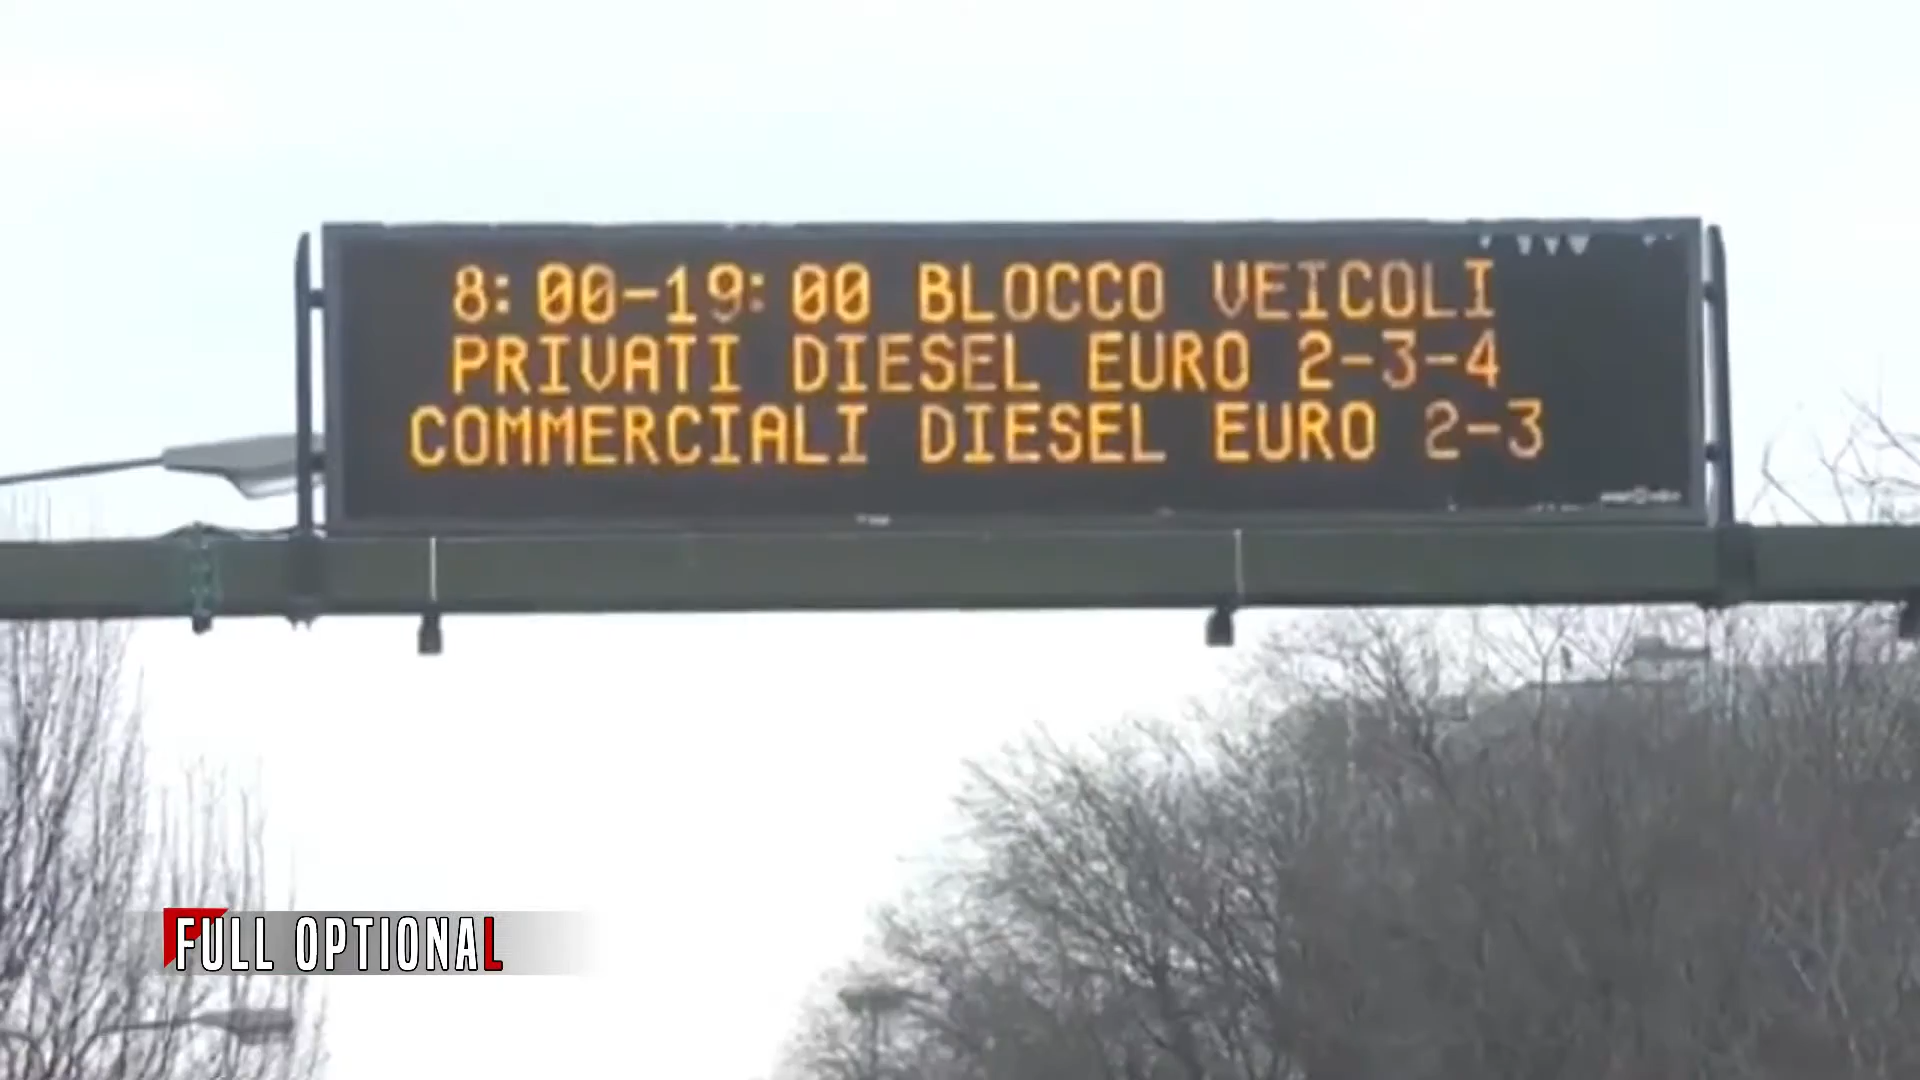 8:00-19:00 BLOCCO VEICOLI
PRIVATI DIESEL EURO 2-3-4
COMMERCIALI DIESEL EURO 2-3
FULL OPTIONAL